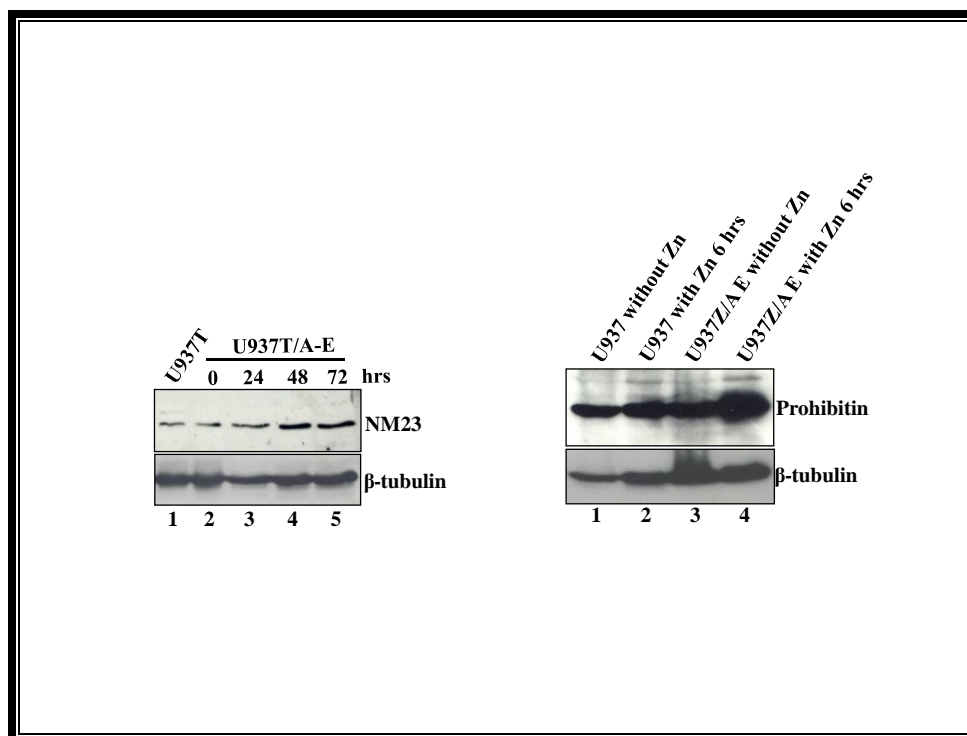 U937T
U937T/A-E
0 24 48 72 hrs
NM23
β-tubulin
1 2 3 4 5
U937 without Zn
U937 with Zn 6 hrs
U937Z/A E without Zn
U937Z/A E with Zn 6 hrs
Prohibitin
β-tubulin
1 2 3 4